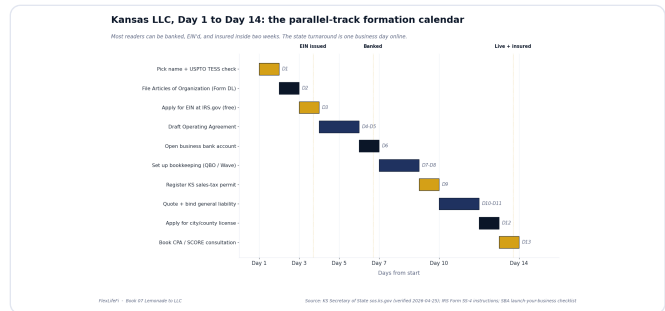 Kansas LLC, Day 1 to Day 14: the parallel-track formation calendar
Most readers can be banked, EIN'd, and insured inside two weeks. The state turnaround is one business day online.
EIN issued Banked Live + insured
Pick name + USPTO TESS check D1
File Articles of Organization (Form DL) D2
Apply for EIN at IRS.gov (free) D3
Draft Operating Agreement D4-D5
Open business bank account D6
Set up bookkeeping (QBO / Wave) D7-D8
Register KS sales-tax permit D9
Quote + bind general liability D10-D11
Apply for city/county license D12
Book CPA / SCORE consultation D13
Day 1 Day 3 Day 5 Day 7 Day 10 Day 14
Days from start
FlexLifeFi · Book 07 Lemonade to LLC
Source: KS Secretary of State sos.ks.gov (verified 2026-04-25); IRS Form SS-4 instructions; SBA launch-your-business checklist